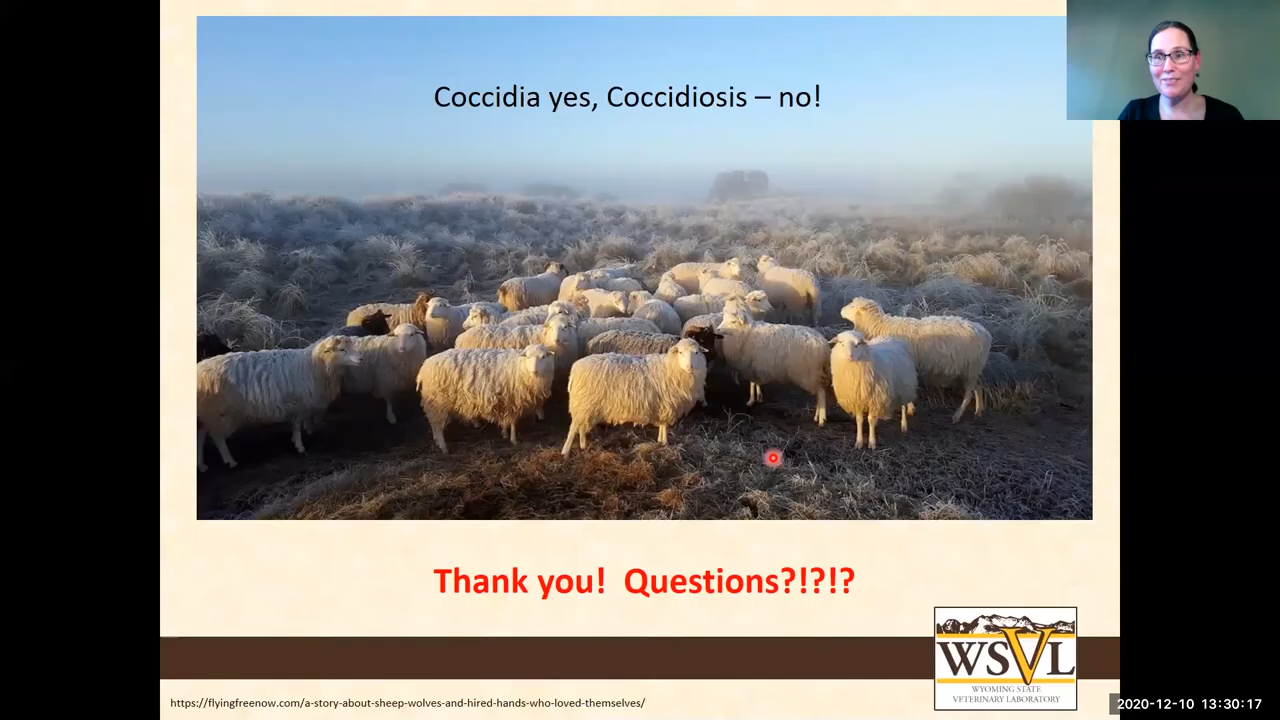 Coccidia yes, Coccidiosis – no!
Thank you!  Questions?!?!?
WSVL
WYOMING STATE
VETERINARY LABORATORY
https://flyingfreenow.com/a-story-about-sheep-wolves-and-hired-hands-who-loved-themselves/
2020-12-10 13:30:17